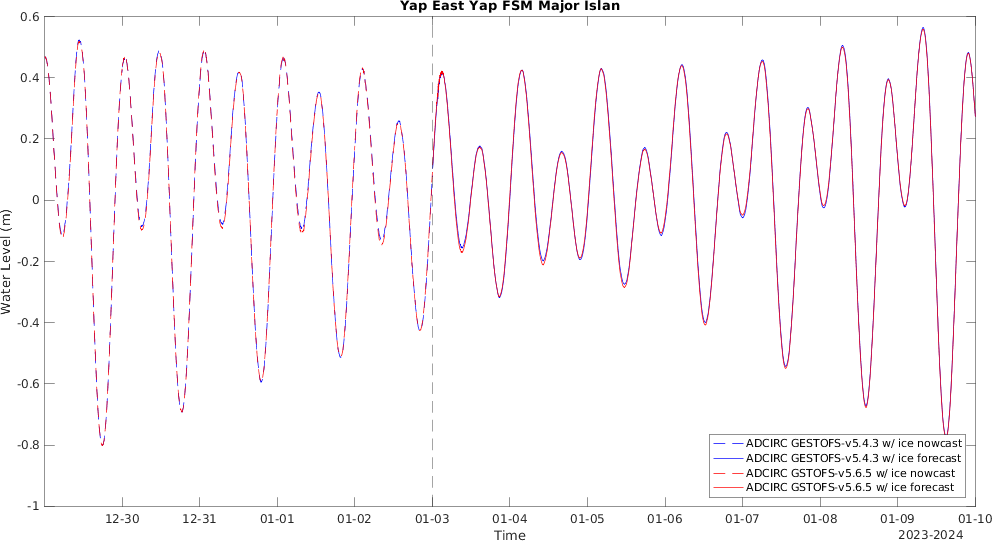 Yap East Yap FSM Major Islan
0.6
0.4
0.2
0
-0.2
-0.4
-0.6
-0.8
-1
Water Level (m)
ADCIRC GESTOFS-v5.4.3 w/ ice nowcast
ADCIRC GESTOFS-v5.4.3 w/ ice forecast
ADCIRC GSTOFS-v5.6.5 w/ ice nowcast
ADCIRC GSTOFS-v5.6.5 w/ ice forecast
12-30 12-31 01-01 01-02 01-03 01-04 01-05 01-06 01-07 01-08 01-09 01-10
Time
2023-2024